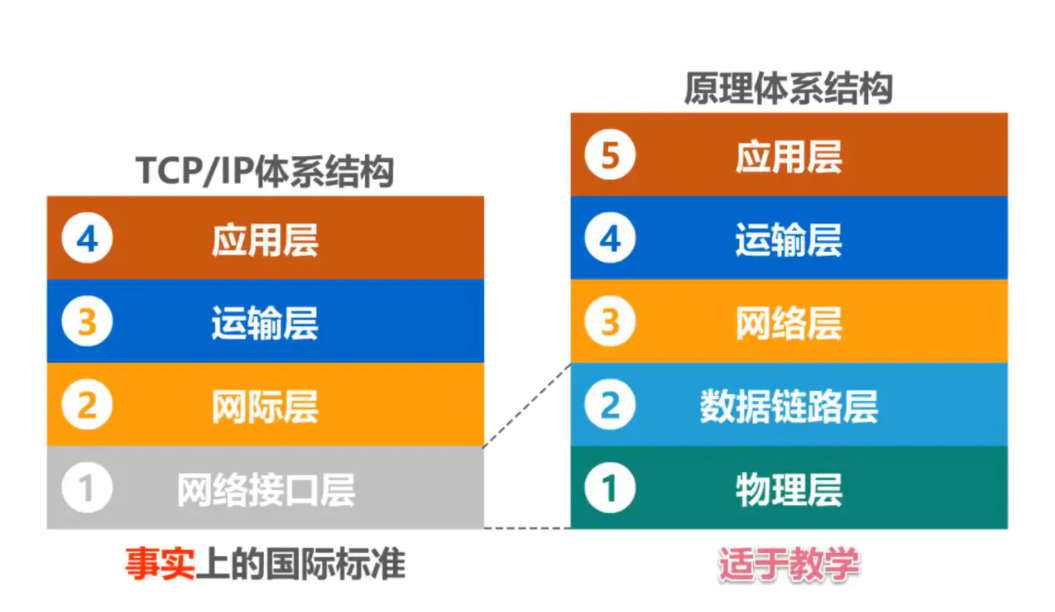 TCP/IP体系结构
4 应用层
3 运输层
2 网际层
1 网络接口层
事实上的国际标准
原理体系结构
5 应用层
4 运输层
3 网络层
2 数据链路层
1 物理层
适于教学